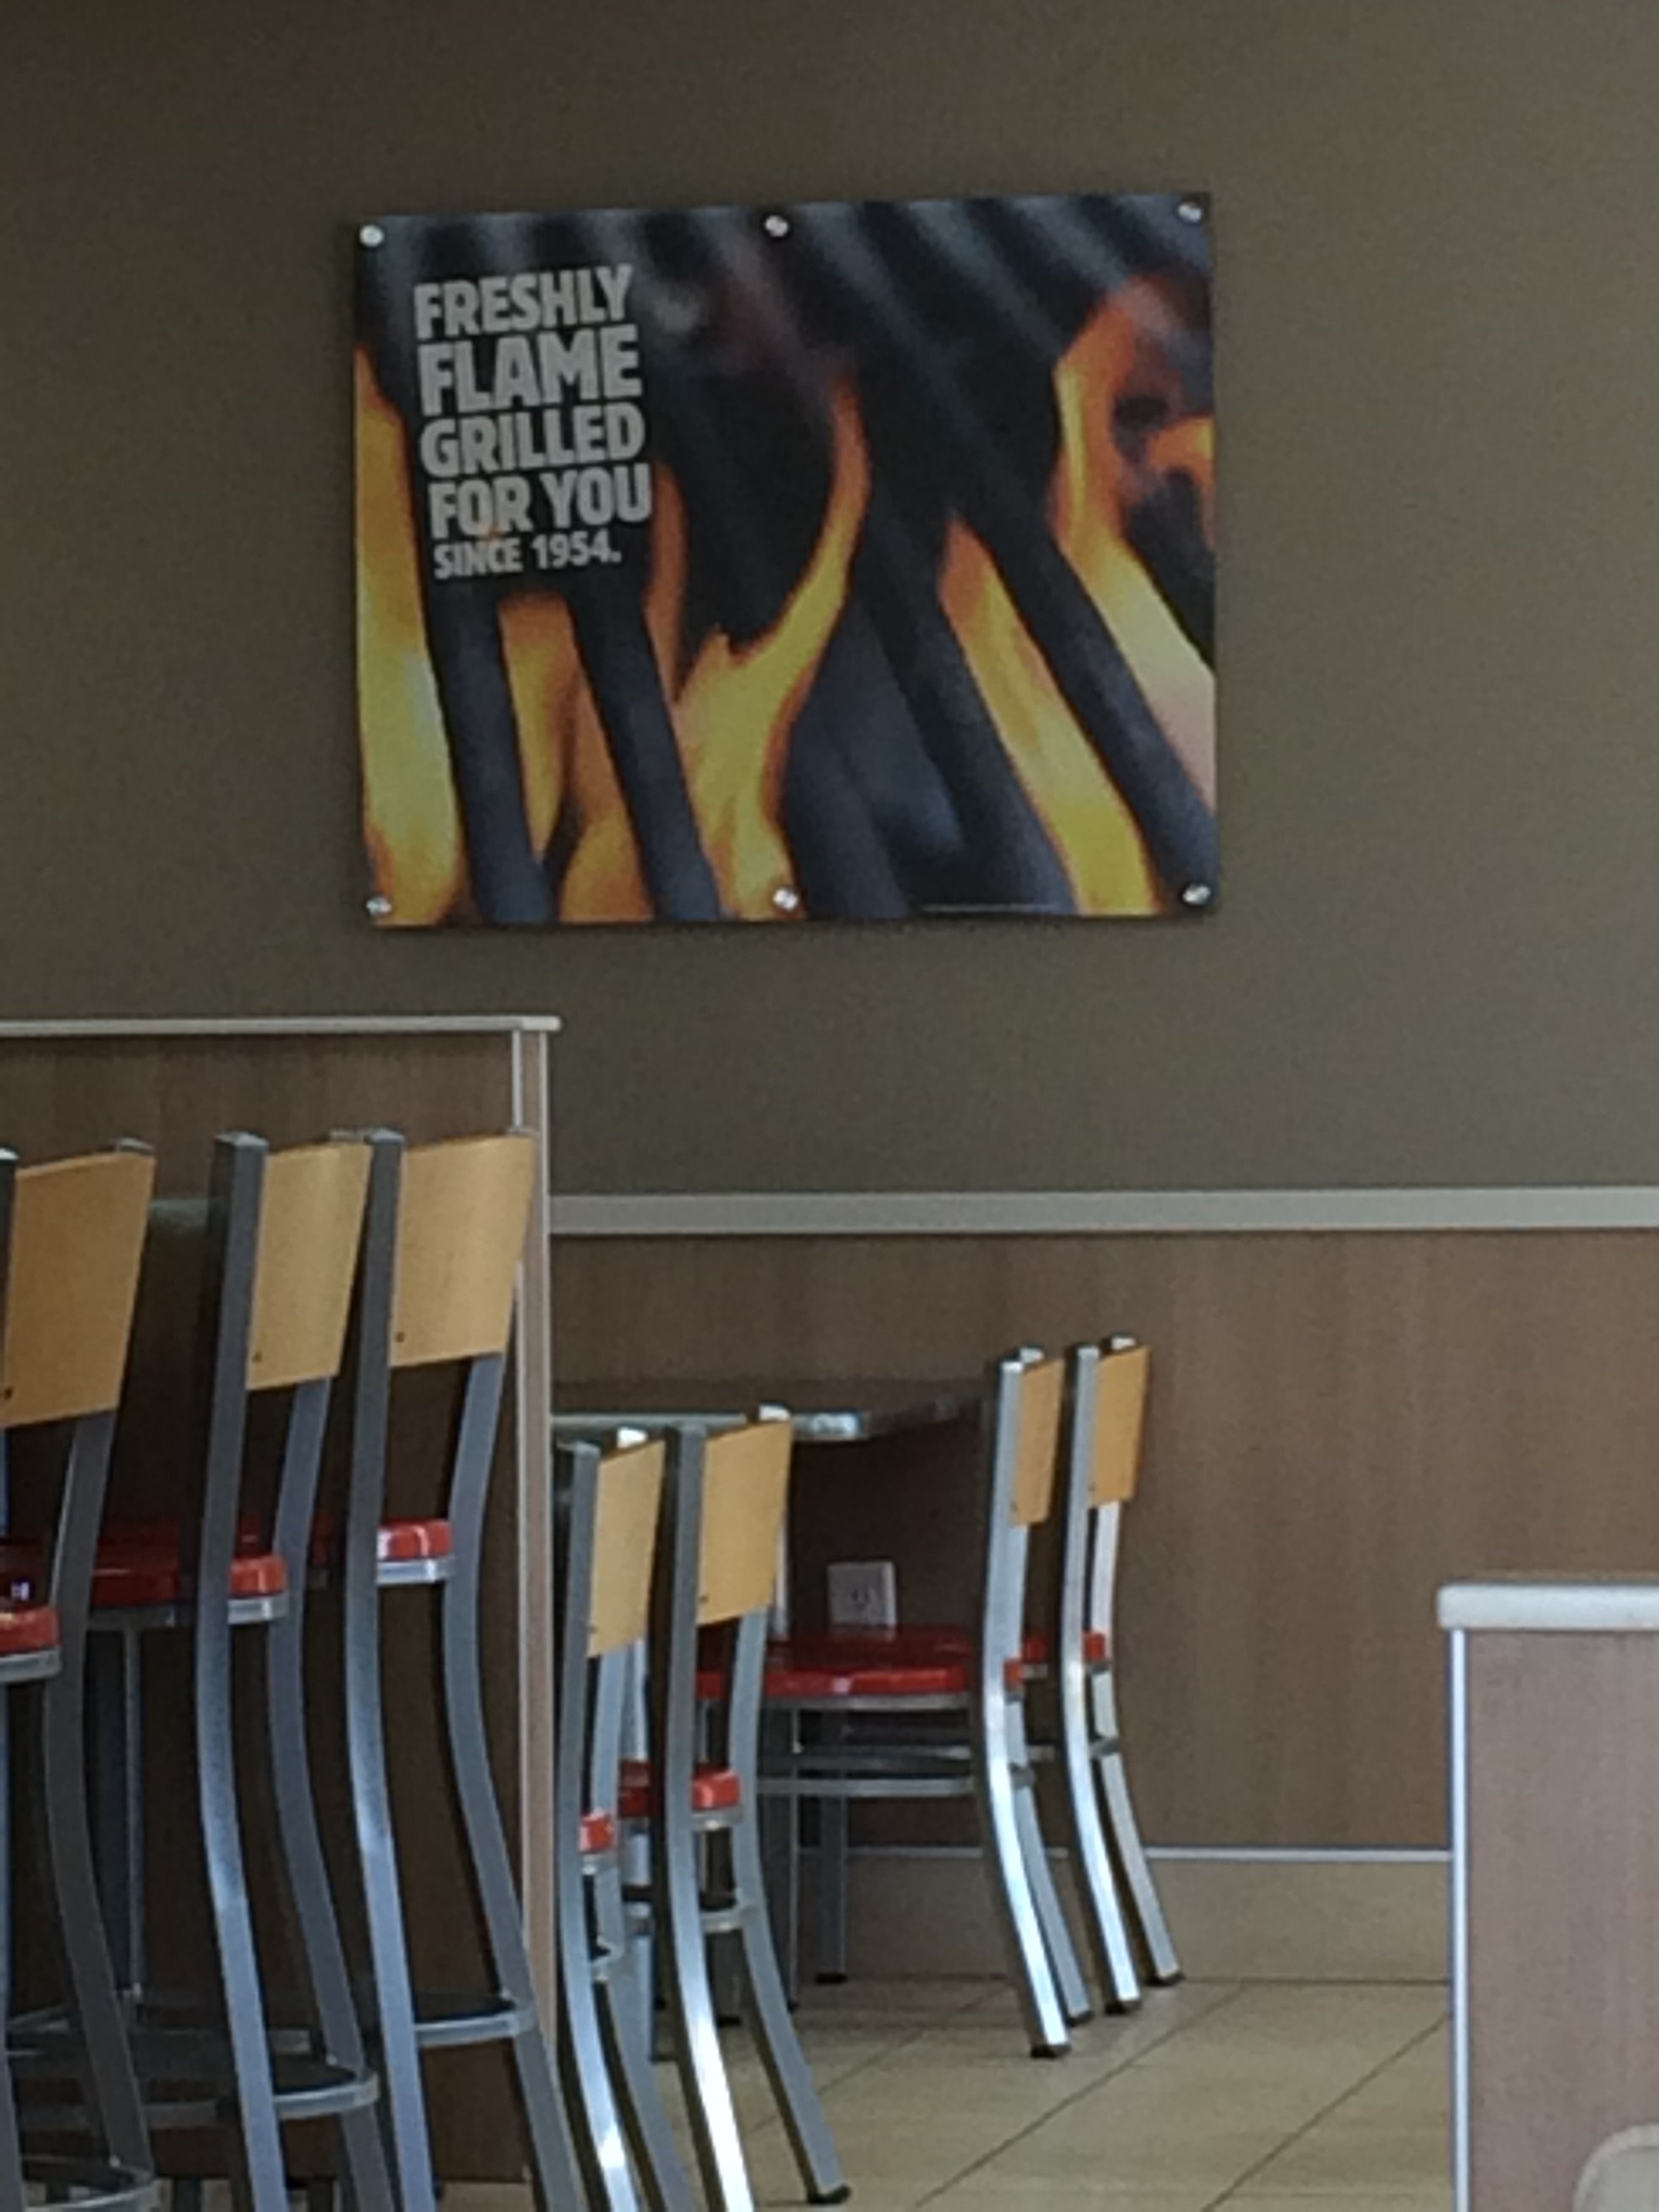 FRESHLY
FLAME
GRILLED
FOR YOU
SINCE 1954.